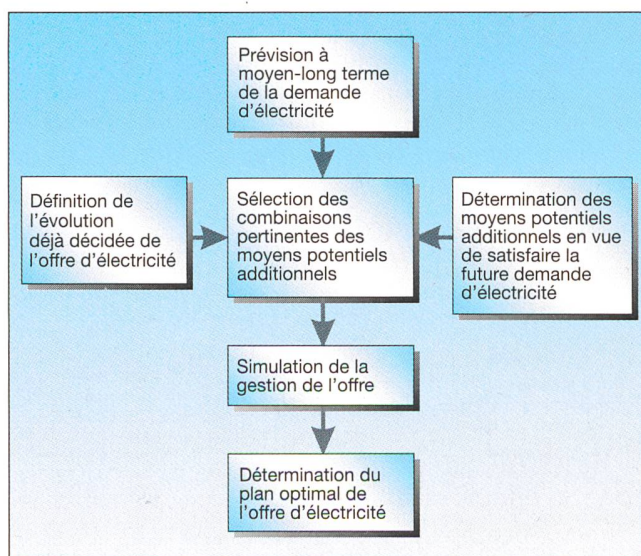 Prévision à
moyen-long terme
de la demande
d'électricité
Définition de
l'évolution
déjà décidée de
l'offre d'électricité
Sélection des
combinaisons
pertinentes des
moyens potentiels
additionnels
Détermination des
moyens potentiels
additionnels en vue
de satisfaire la
future demande
d'électricité
Simulation de la
gestion de l'offre
Détermination du
plan optimal de
l'offre d'électricité